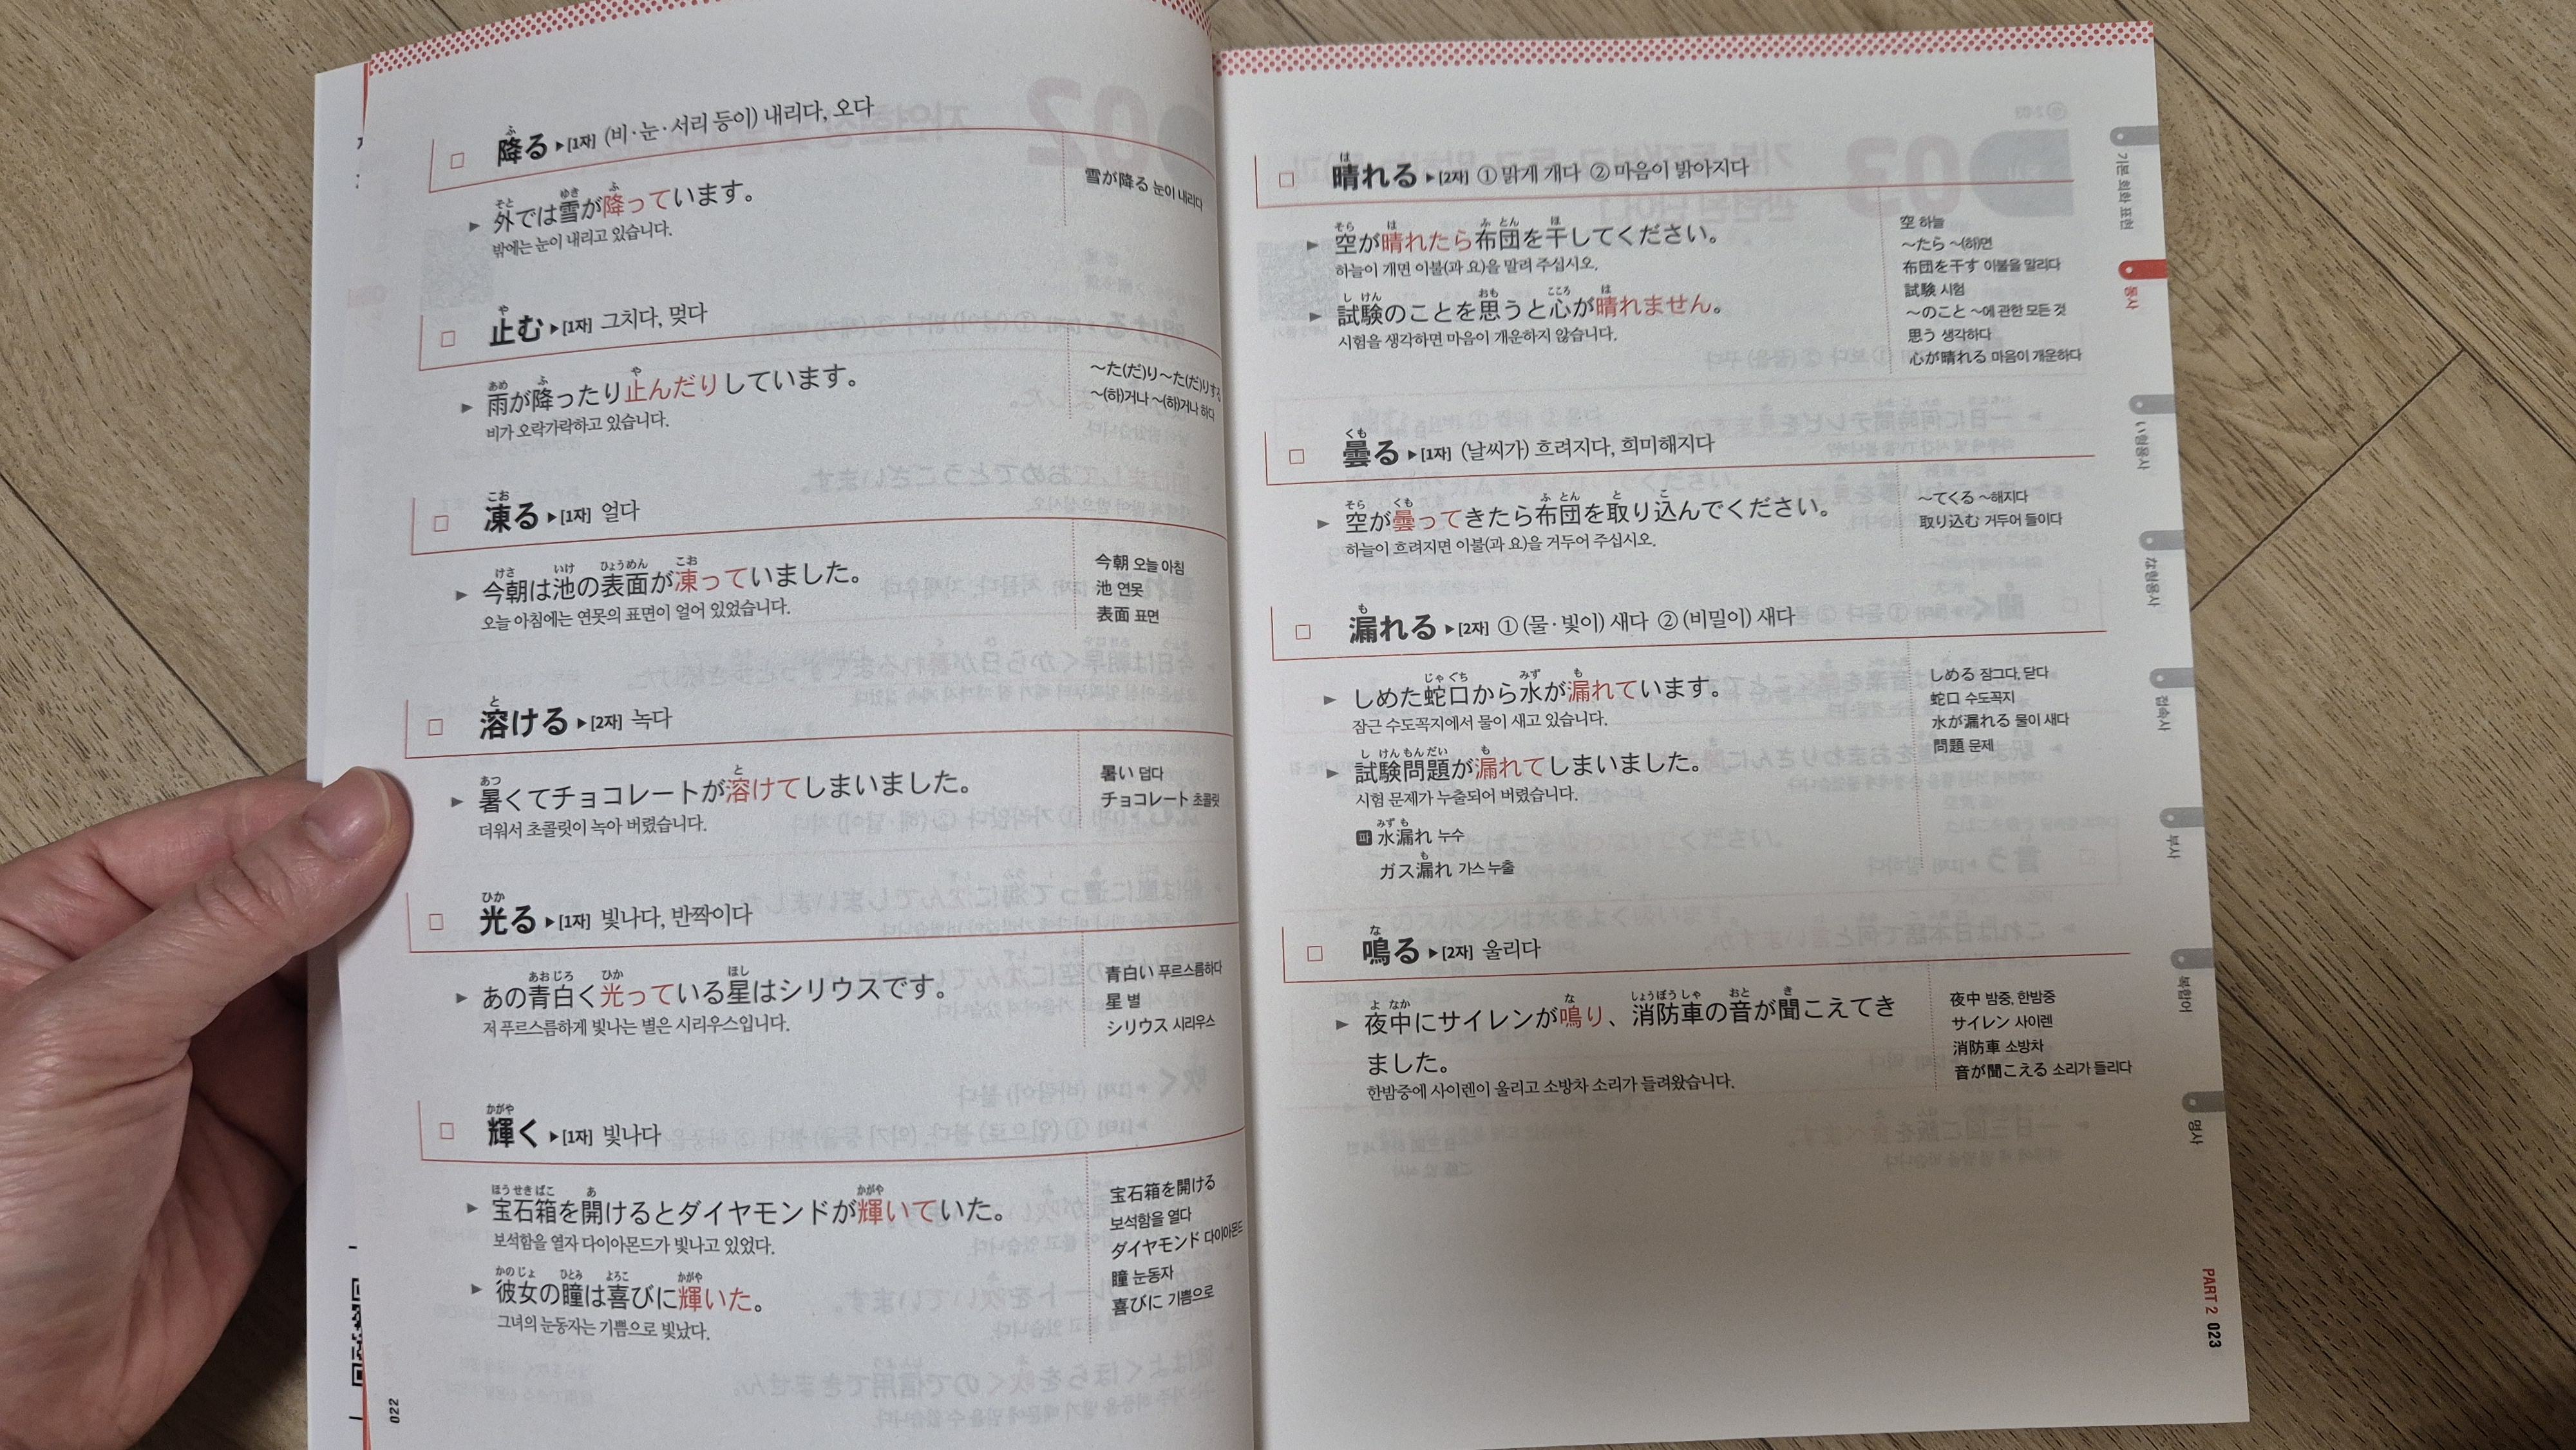 降る ▶[1자] (비·눈·서리 등이) 내리다, 오다
ふ
外では雪が降っています。
そと ゆき ふ
밖에는 눈이 내리고 있습니다.
雪が降る 눈이 내리다
止む ▶[1자] 그치다, 멎다
や
雨が降ったり止んだりしています。
あめ ふ や
비가 오락가락하고 있습니다.
～た(だ)り～た(だ)りする
～(하)거나 ～(하)거나 하다
凍る ▶[1자] 얼다
こお
今朝は池の表面が凍っていました。
けさ いけ ひょうめん こお
오늘 아침에는 연못의 표면이 얼어 있었습니다.
今朝 오늘 아침
池 연못
表面 표면
溶ける ▶[2자] 녹다
と
暑くてチョコレートが溶けてしまいました。
あつ と
더워서 초콜릿이 녹아 버렸습니다.
暑い 덥다
チョコレート 초콜릿
光る ▶[1자] 빛나다, 반짝이다
ひか
あの青白く光っている星はシリウスです。
あおじろ ひか ほし
저 푸르스름하게 빛나는 별은 시리우스입니다.
青白い 푸르스름하다
星 별
シリウス 시리우스
輝く ▶[1자] 빛나다
かがや
宝石箱を開けるとダイヤモンドが輝いていた。
ほうせきばこ あ かがや
보석함을 열자 다이아몬드가 빛나고 있었다.
彼女の瞳は喜びに輝いた。
かのじょ ひとみ よろこ かがや
그녀의 눈동자는 기쁨으로 빛났다.
宝石箱を開ける
보석함을 열다
ダイヤモンド 다이아몬드
瞳 눈동자
喜びに 기쁨으로
022
晴れる ▶[2자] ① 맑게 개다 ② 마음이 밝아지다
は
空が晴れたら布団を干してください。
そら は ふとん ほ
하늘이 개면 이불(과 요)을 말려 주십시오.
試験のことを思うと心が晴れません。
しけん おも こころ は
시험을 생각하면 마음이 개운하지 않습니다.
空 하늘
～たら ～(하)면
布団を干す 이불을 말리다
試験 시험
～のこと ～에 관한 모든 것
思う 생각하다
心が晴れる 마음이 개운하다
曇る ▶[1자] (날씨가) 흐려지다, 희미해지다
くも
空が曇ってきたら布団を取り込んでください。
そら くも ふとん と こ
하늘이 흐려지면 이불(과 요)을 거두어 주십시오.
～てくる ～해지다
取り込む 거두어 들이다
漏れる ▶[2자] ① (물·빛이) 새다 ② (비밀이) 새다
も
しめた蛇口から水が漏れています。
じゃぐち みず も
잠근 수도꼭지에서 물이 새고 있습니다.
試験問題が漏れてしまいました。
しけんもんだい も
시험 문제가 누출되어 버렸습니다.
파 水漏れ 누수
みずも
ガス漏れ 가스 누출
も
しめる 잠그다, 닫다
蛇口 수도꼭지
水が漏れる 물이 새다
問題 문제
鳴る ▶[2자] 울리다
な
夜中にサイレンが鳴り、消防車の音が聞こえてき
よなか な しょうぼうしゃ おと き
ました。
한밤중에 사이렌이 울리고 소방차 소리가 들려왔습니다.
夜中 밤중, 한밤중
サイレン 사이렌
消防車 소방차
音が聞こえる 소리가 들리다
기본 회화 표현
동사
い형용사
な형용사
접속사
부사
복합어
명사
PART 2 023